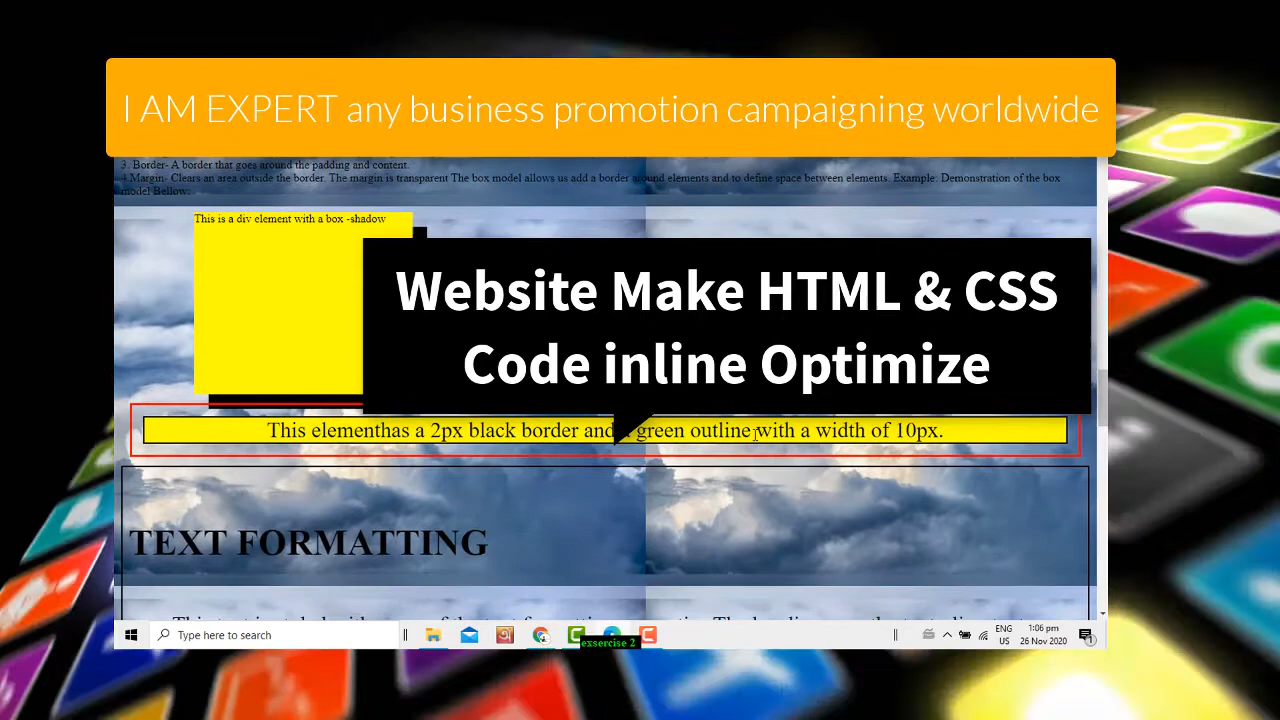 I AM EXPERT any business promotion campaigning worldwide
3. Border- A border that goes around the padding and content.
4.Margin- Clears an area outside the border. The margin is transparent The box model allows us add a border around elements and to define space between elements. Example: Demonstration of the box
model Bellow:
This is a div element with a box -shadow
Website Make HTML & CSS
Code inline Optimize
This elementhas a 2px black border and green outline with a width of 10px.
TEXT FORMATTING
Type here to search
exsercise 2
ENG
US
1:06 pm
26 Nov 2020
1